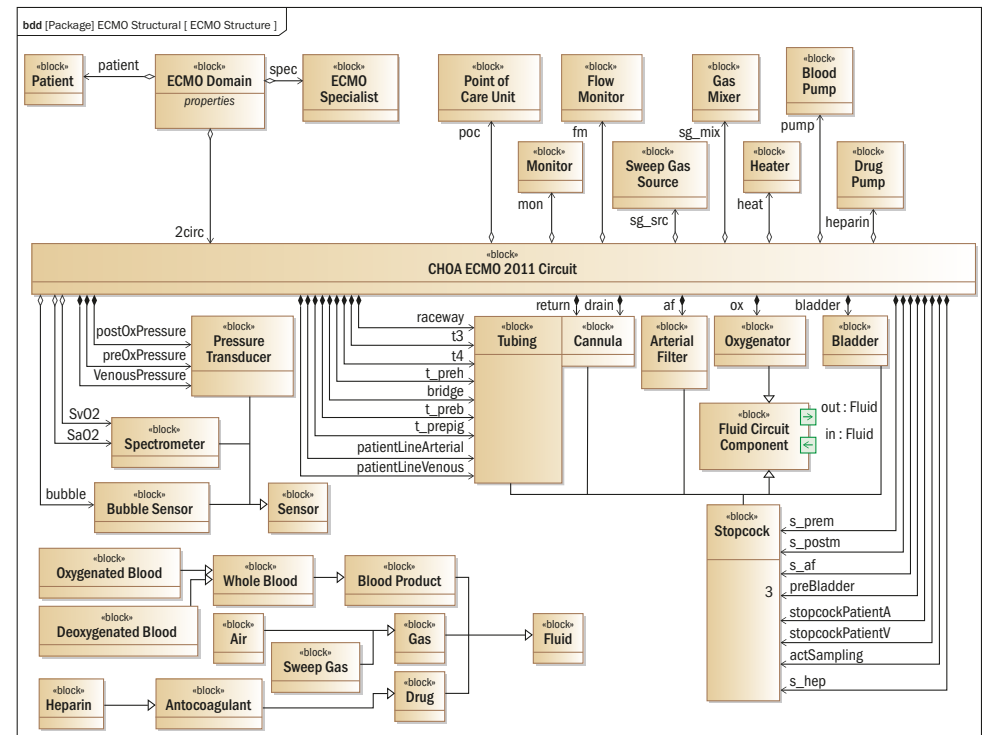 bdd [Package] ECMO Structural [ ECMO Structure ]
«block»
Patient
patient
«block»
ECMO Domain
properties
spec
«block»
ECMO
Specialist
«block»
Point of
Care Unit
poc
«block»
Flow
Monitor
fm
«block»
Gas
Mixer
sg_mix
«block»
Blood
Pump
pump
«block»
Monitor
mon
«block»
Sweep Gas
Source
sg_src
«block»
Heater
heat
«block»
Drug
Pump
heparin
2circ
«block»
CHOA ECMO 2011 Circuit
postOxPressure
preOxPressure
VenousPressure
«block»
Pressure
Transducer
SvO2
SaO2
«block»
Spectrometer
bubble
«block»
Bubble Sensor
«block»
Sensor
raceway
t3
t4
t_preh
bridge
t_preb
t_prepig
patientLineArterial
patientLineVenous
«block»
Tubing
return
drain
«block»
Cannula
af
«block»
Arterial
Filter
ox
«block»
Oxygenator
bladder
«block»
Bladder
«block»
Fluid Circuit
Component
out : Fluid
in : Fluid
«block»
Stopcock
3
s_prem
s_postm
s_af
preBladder
stopcockPatientA
stopcockPatientV
actSampling
s_hep
«block»
Oxygenated Blood
«block»
Deoxygenated Blood
«block»
Whole Blood
«block»
Blood Product
«block»
Air
«block»
Sweep Gas
«block»
Gas
«block»
Fluid
«block»
Heparin
«block»
Antocoagulant
«block»
Drug